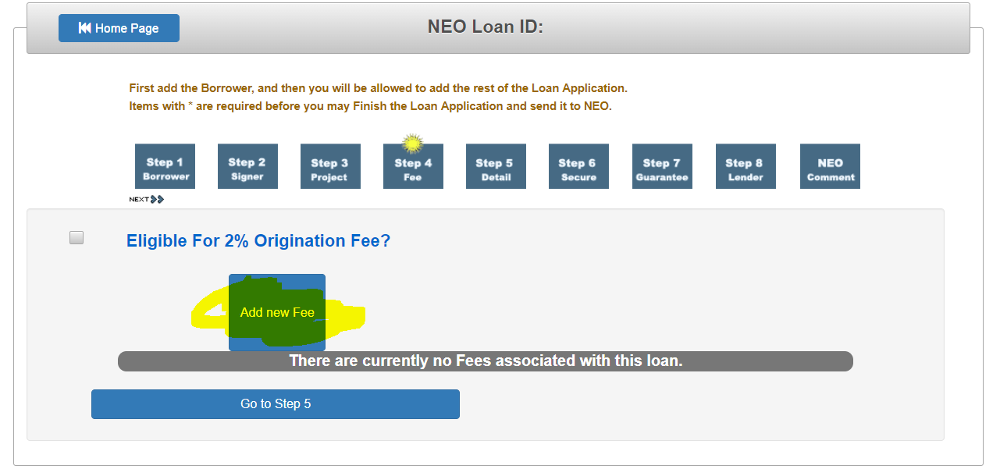 Home Page
NEO Loan ID:
First add the Borrower, and then you will be allowed to add the rest of the Loan Application.
Items with * are required before you may Finish the Loan Application and send it to NEO.
Step 1
Borrower
Step 2
Signer
Step 3
Project
Step 4
Fee
Step 5
Detail
Step 6
Secure
Step 7
Guarantee
Step 8
Lender
NEO
Comment
NEXT
Eligible For 2% Origination Fee?
Add new Fee
There are currently no Fees associated with this loan.
Go to Step 5